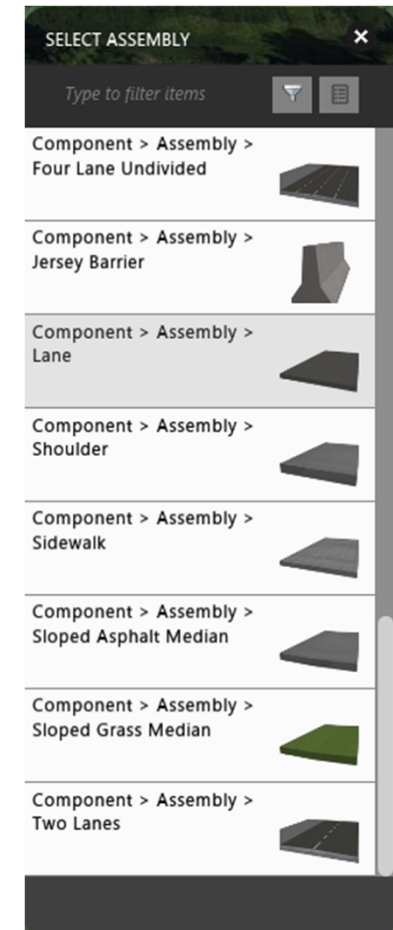 SELECT ASSEMBLY
Type to filter items
Component > Assembly >
Four Lane Undivided
Component > Assembly >
Jersey Barrier
Component > Assembly >
Lane
Component > Assembly >
Shoulder
Component > Assembly >
Sidewalk
Component > Assembly >
Sloped Asphalt Median
Component > Assembly >
Sloped Grass Median
Component > Assembly >
Two Lanes